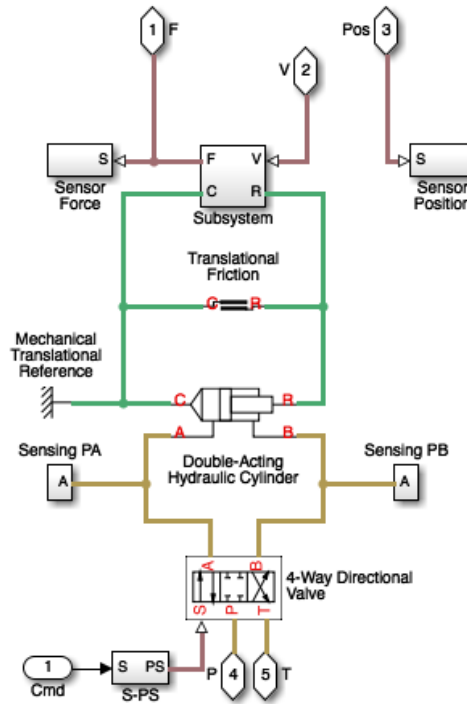 1 F
Pos 3
V 2
S
F V
S
Sensor
Force
C R
Subsystem
Sensor
Position
Translational
Friction
C R
Mechanical
Translational
Reference
C R
A B
Sensing PA
Sensing PB
A
Double-Acting
Hydraulic Cylinder
A
A B
4-Way Directional
Valve
S P T
1
S PS
P 4
5 T
Cmd
S-PS